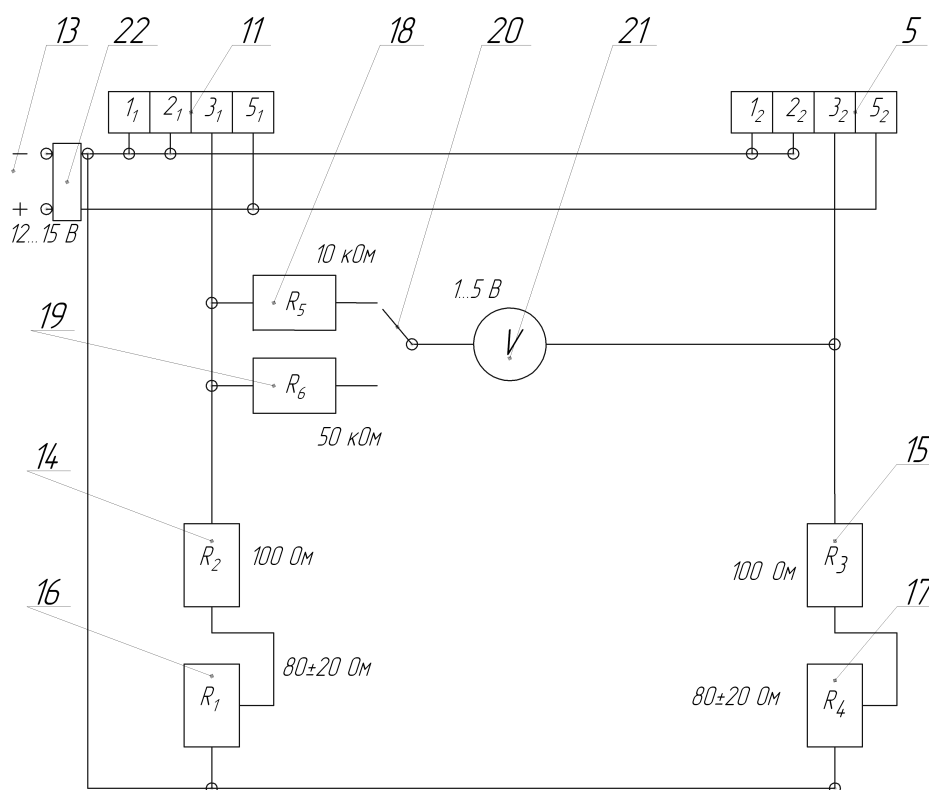 13 22 11 18 20 21 5
1₁ 2₁ 3₁ 5₁ 1₂ 2₂ 3₂ 5₂
−
+
12...15 В
10 кОм
R₅
1...5 В
V
19
R₆
50 кОм
14 15
R₂ 100 Ом 100 Ом R₃
16 17
80±20 Ом
R₁ 80±20 Ом R₄